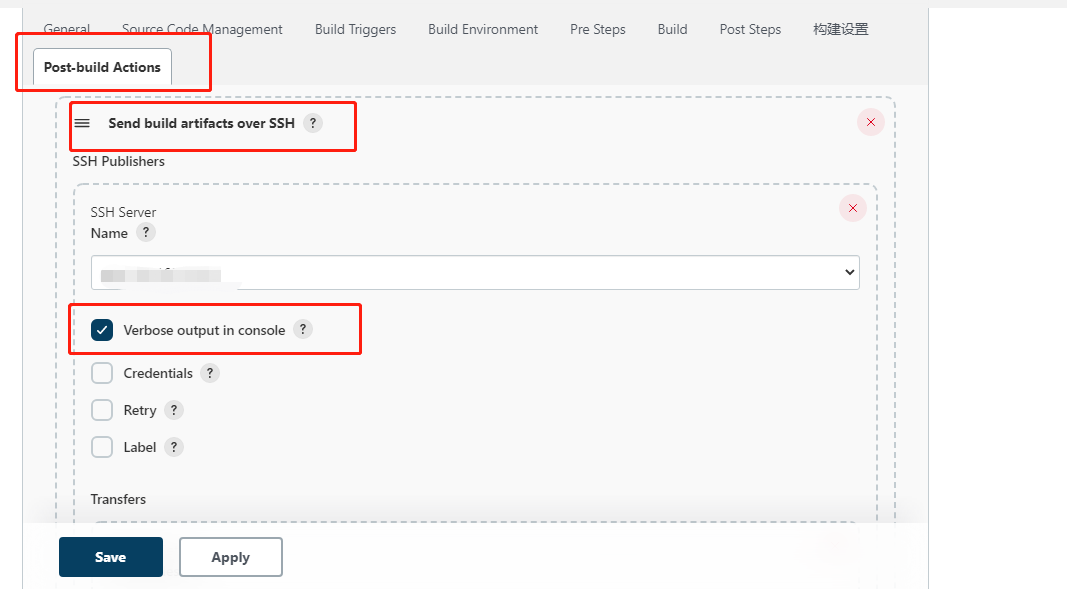 General Source Code Management Build Triggers Build Environment Pre Steps Build Post Steps 构建设置
Post-build Actions
Send build artifacts over SSH ?
SSH Publishers
SSH Server
Name ?
Verbose output in console ?
Credentials ?
Retry ?
Label ?
Transfers
Save Apply